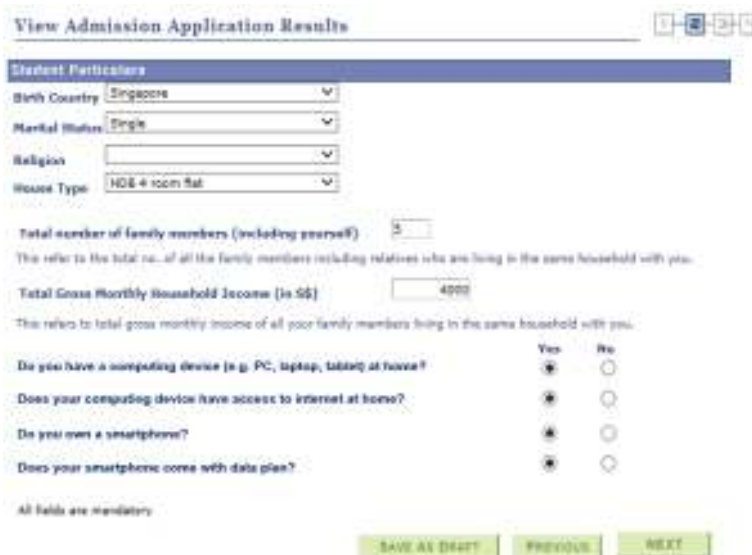 View Admission Application Results
1 2 3
Student Particulars
Birth Country Singapore
Marital Status Single
Religion
House Type HDB 4 room flat
Total number of family members (including yourself) 5
This refer to the total no. of all the family members including relatives who are living in the same household with you.
Total Gross Monthly Household Income (in S$) 4000
This refers to total gross monthly income of all your family members living in the same household with you.
Yes No
Do you have a computing device (e.g. PC, laptop, tablet) at home?
Does your computing device have access to internet at home?
Do you own a smartphone?
Does your smartphone come with data plan?
All fields are mandatory
SAVE AS DRAFT PREVIOUS NEXT